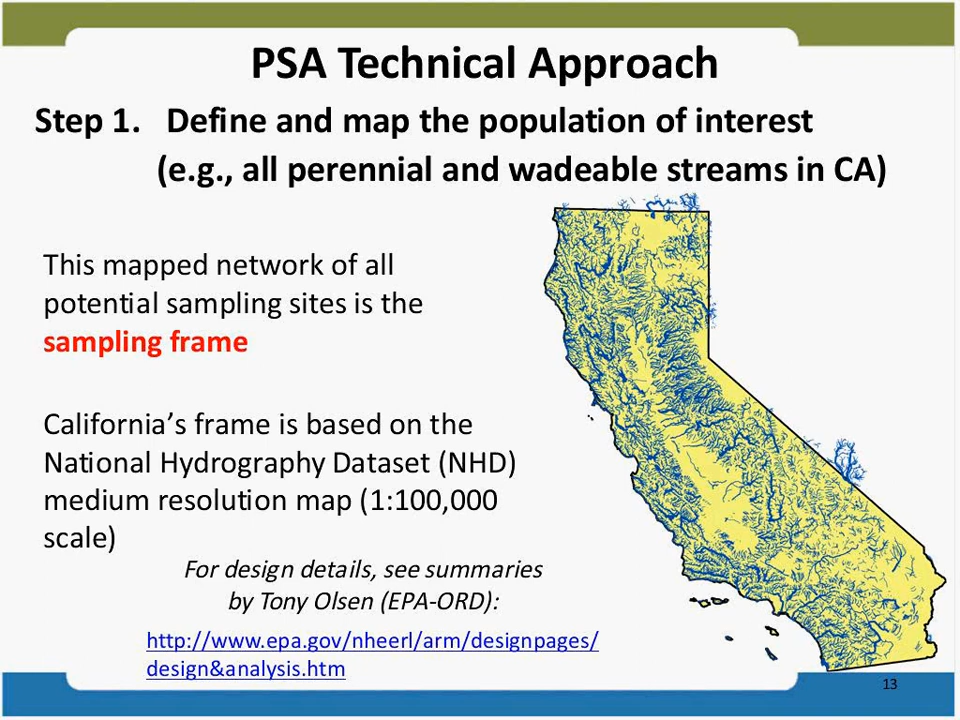 PSA Technical Approach
Step 1. Define and map the population of interest
(e.g., all perennial and wadeable streams in CA)
This mapped network of all
potential sampling sites is the
sampling frame
California’s frame is based on the
National Hydrography Dataset (NHD)
medium resolution map (1:100,000
scale)
For design details, see summaries
by Tony Olsen (EPA-ORD):
http://www.epa.gov/nheerl/arm/designpages/
design&analysis.htm
13